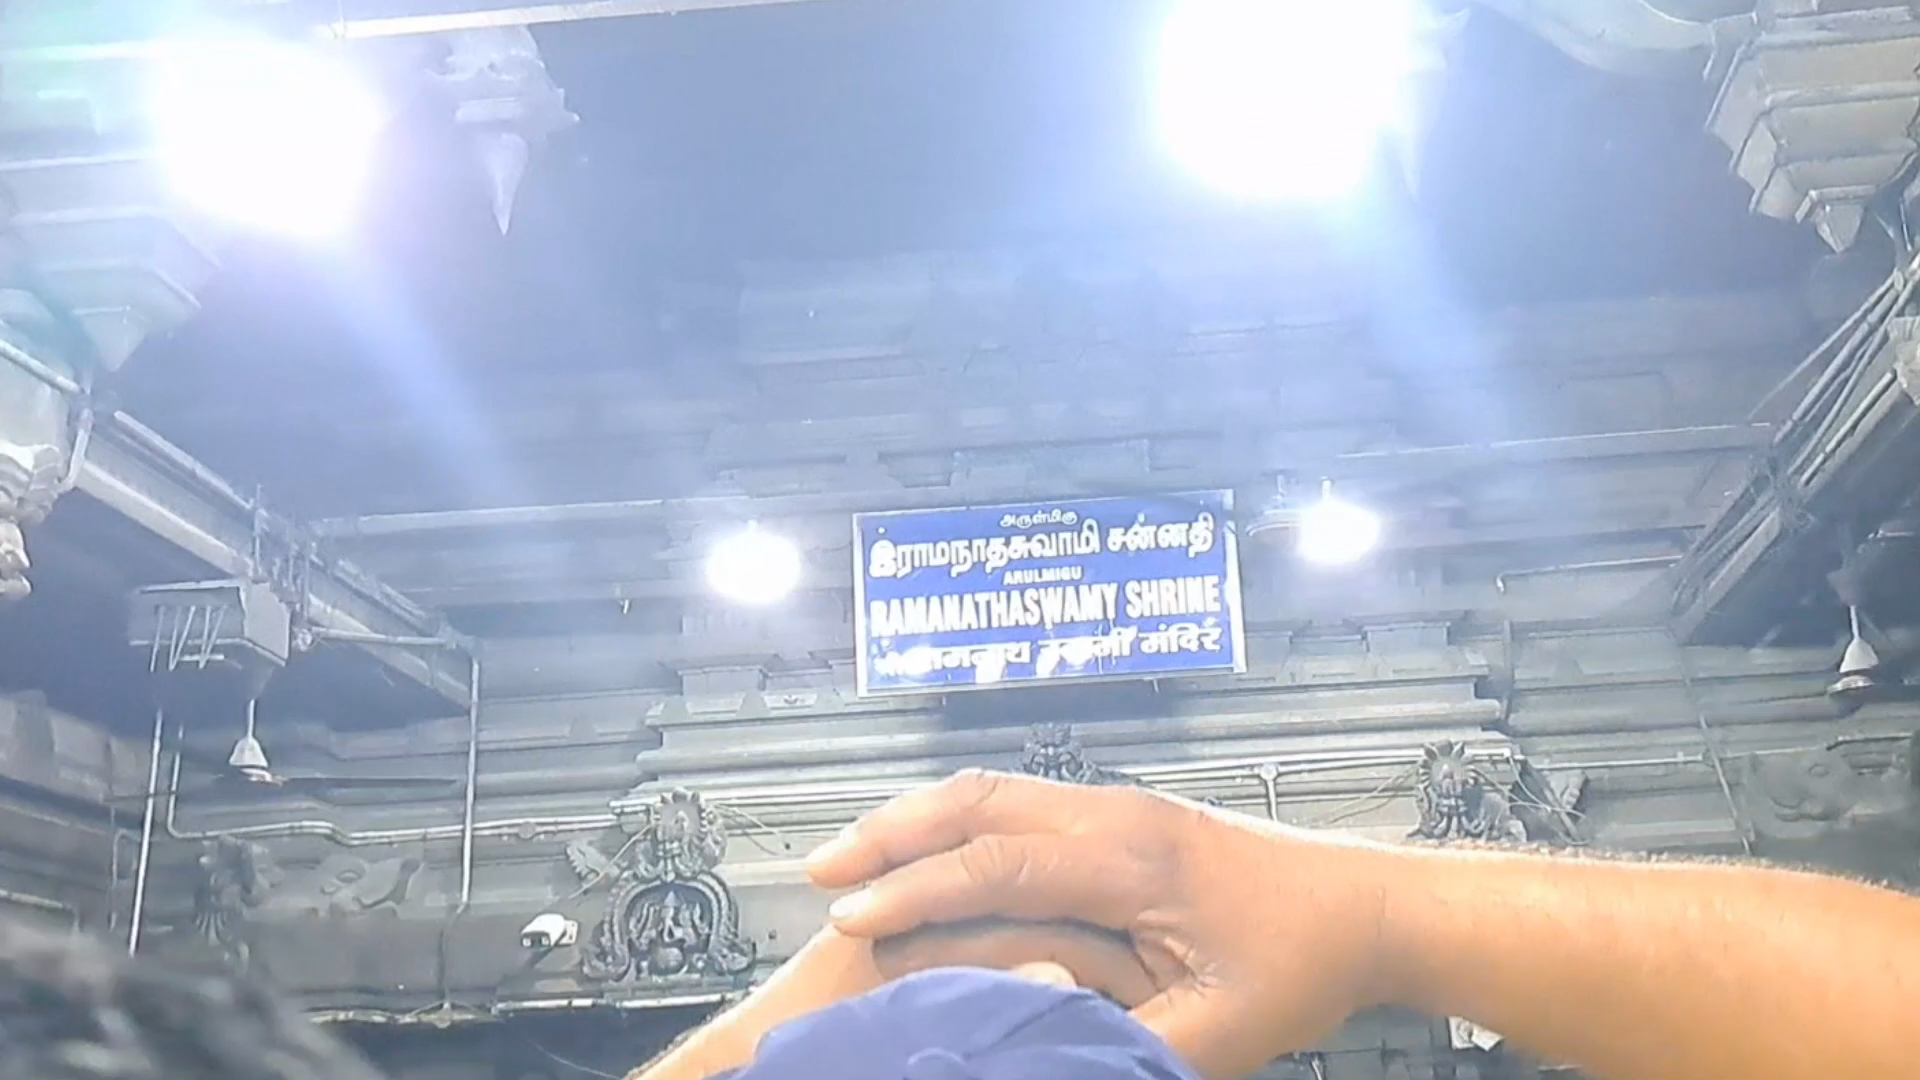 அருள்மிகு
இராமநாதசுவாமி சன்னதி
ARULMIGU
RAMANATHASWAMY SHRINE
स्वामी मंदिर